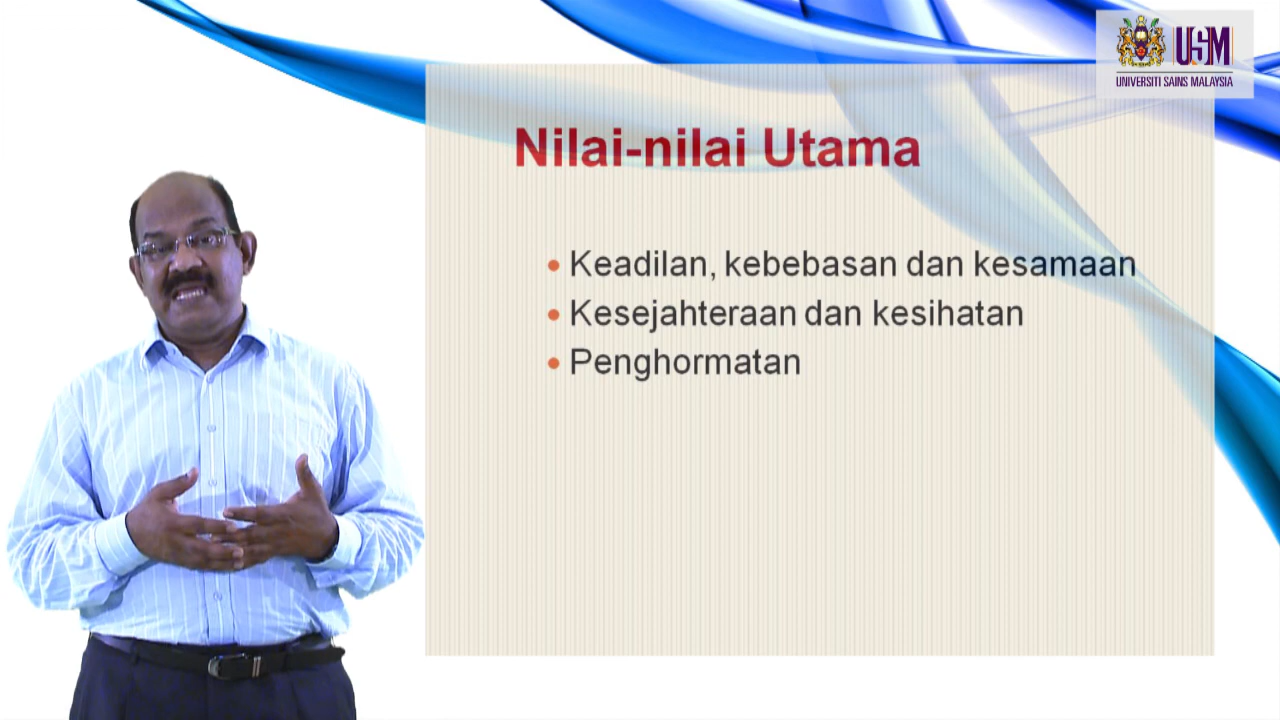 USM
UNIVERSITI SAINS MALAYSIA
Nilai-nilai Utama
Keadilan, kebebasan dan kesamaan
Kesejahteraan dan kesihatan
Penghormatan